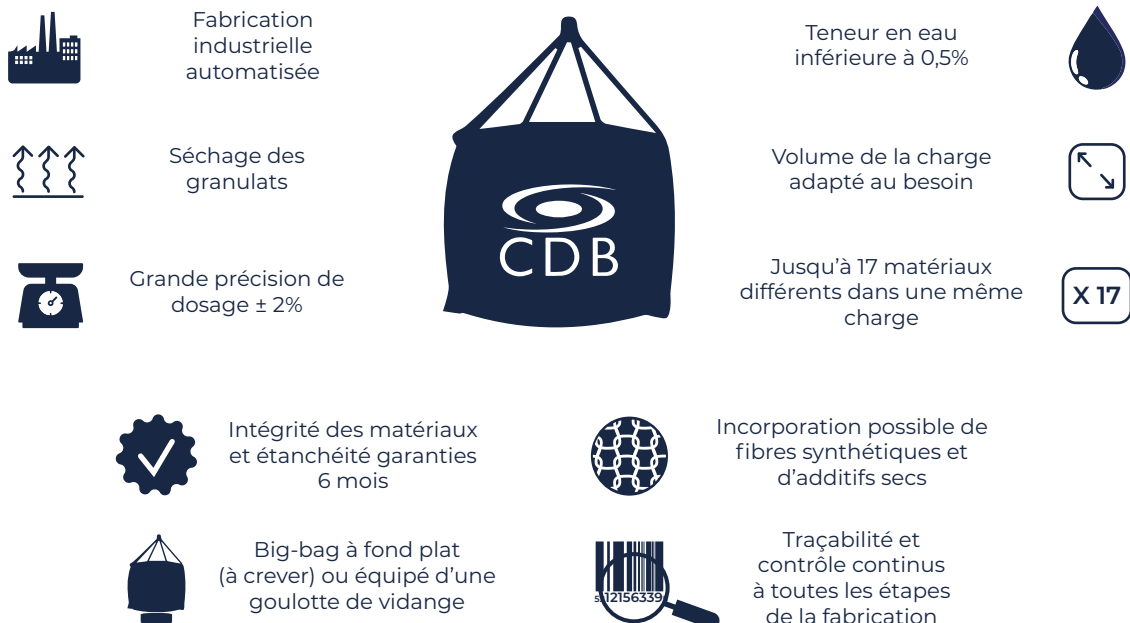 Fabrication
industrielle
automatisée
Séchage des
granulats
Grande précision de
dosage ± 2%
CDB
Teneur en eau
inférieure à 0,5%
Volume de la charge
adapté au besoin
Jusqu’à 17 matériaux
différents dans une même
charge
X 17
Intégrité des matériaux
et étanchéité garanties
6 mois
Incorporation possible de
fibres synthétiques et
d’additifs secs
Big-bag à fond plat
(à crever) ou équipé d’une
goulotte de vidange
12156339
Traçabilité et
contrôle continus
à toutes les étapes
de la fabrication